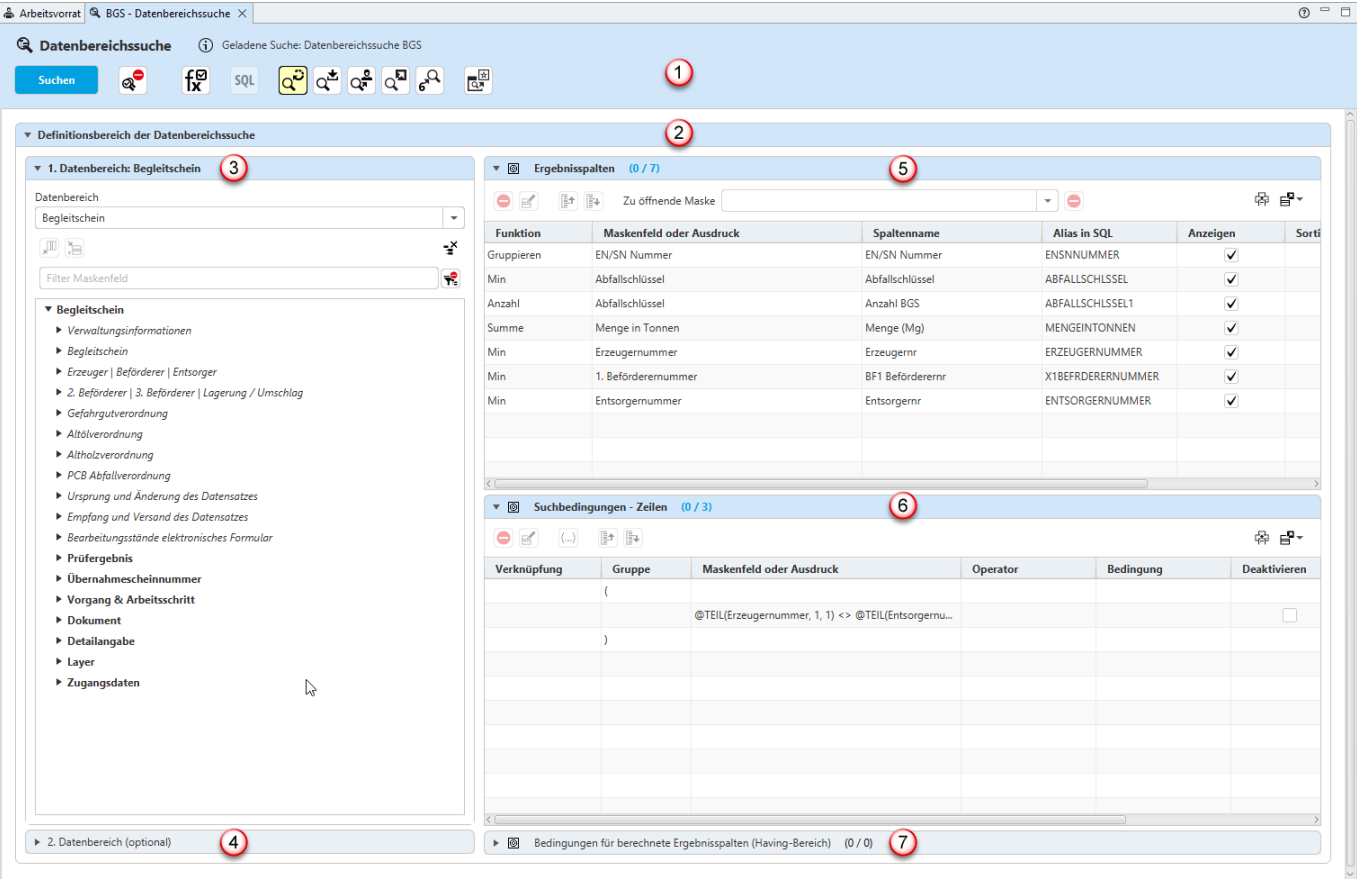 Arbeitsvorrat BGS - Datenbereichssuche
Datenbereichssuche Geladene Suche: Datenbereichssuche BGS
Suchen SQL 1
Definitionsbereich der Datenbereichssuche 2
1. Datenbereich: Begleitschein 3
Datenbereich
Begleitschein
Filter Maskenfeld
Begleitschein
Verwaltungsinformationen
Begleitschein
Erzeuger | Beförderer | Entsorger
2. Beförderer | 3. Beförderer | Lagerung / Umschlag
Gefahrgutverordnung
Altölverordnung
Altholzverordnung
PCB Abfallverordnung
Ursprung und Änderung des Datensatzes
Empfang und Versand des Datensatzes
Bearbeitungsstände elektronisches Formular
Prüfergebnis
Übernahmescheinnummer
Vorgang & Arbeitsschritt
Dokument
Detailangabe
Layer
Zugangsdaten
2. Datenbereich (optional) 4
Ergebnisspalten (0 / 7) 5
Zu öffnende Maske
Funktion Maskenfeld oder Ausdruck Spaltenname Alias in SQL Anzeigen Sorti
Gruppieren EN/SN Nummer EN/SN Nummer ENSNNUMMER
Min Abfallschlüssel Abfallschlüssel ABFALLSCHLSSEL
Anzahl Abfallschlüssel Anzahl BGS ABFALLSCHLSSEL1
Summe Menge in Tonnen Menge (Mg) MENGEINTONNEN
Min Erzeugernummer Erzeugernr ERZEUGERNUMMER
Min 1. Beförderernummer BF1 Beförderernr X1BEFRDERERNUMMER
Min Entsorgernummer Entsorgernr ENTSORGERNUMMER
Suchbedingungen - Zeilen (0 / 3) 6
(...)
Verknüpfung Gruppe Maskenfeld oder Ausdruck Operator Bedingung Deaktivieren
(
@TEIL(Erzeugernummer, 1, 1) <> @TEIL(Entsorgernu...
)
Bedingungen für berechnete Ergebnisspalten (Having-Bereich) (0 / 0) 7